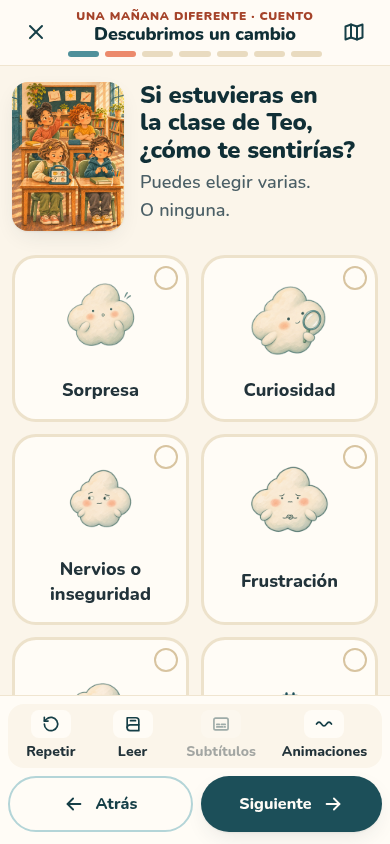 UNA MAÑANA DIFERENTE · CUENTO
Descubrimos un cambio
Si estuvieras en
la clase de Teo,
¿cómo te sentirías?
Puedes elegir varias.
O ninguna.
Sorpresa
Curiosidad
Nervios o
inseguridad
Frustración
Repetir
Leer
Subtítulos
Animaciones
Atrás
Siguiente